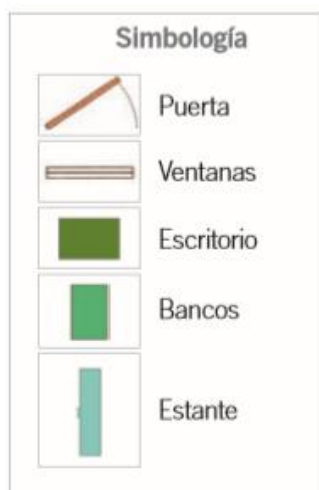 Simbología
Puerta
Ventanas
Escritorio
Bancos
Estante